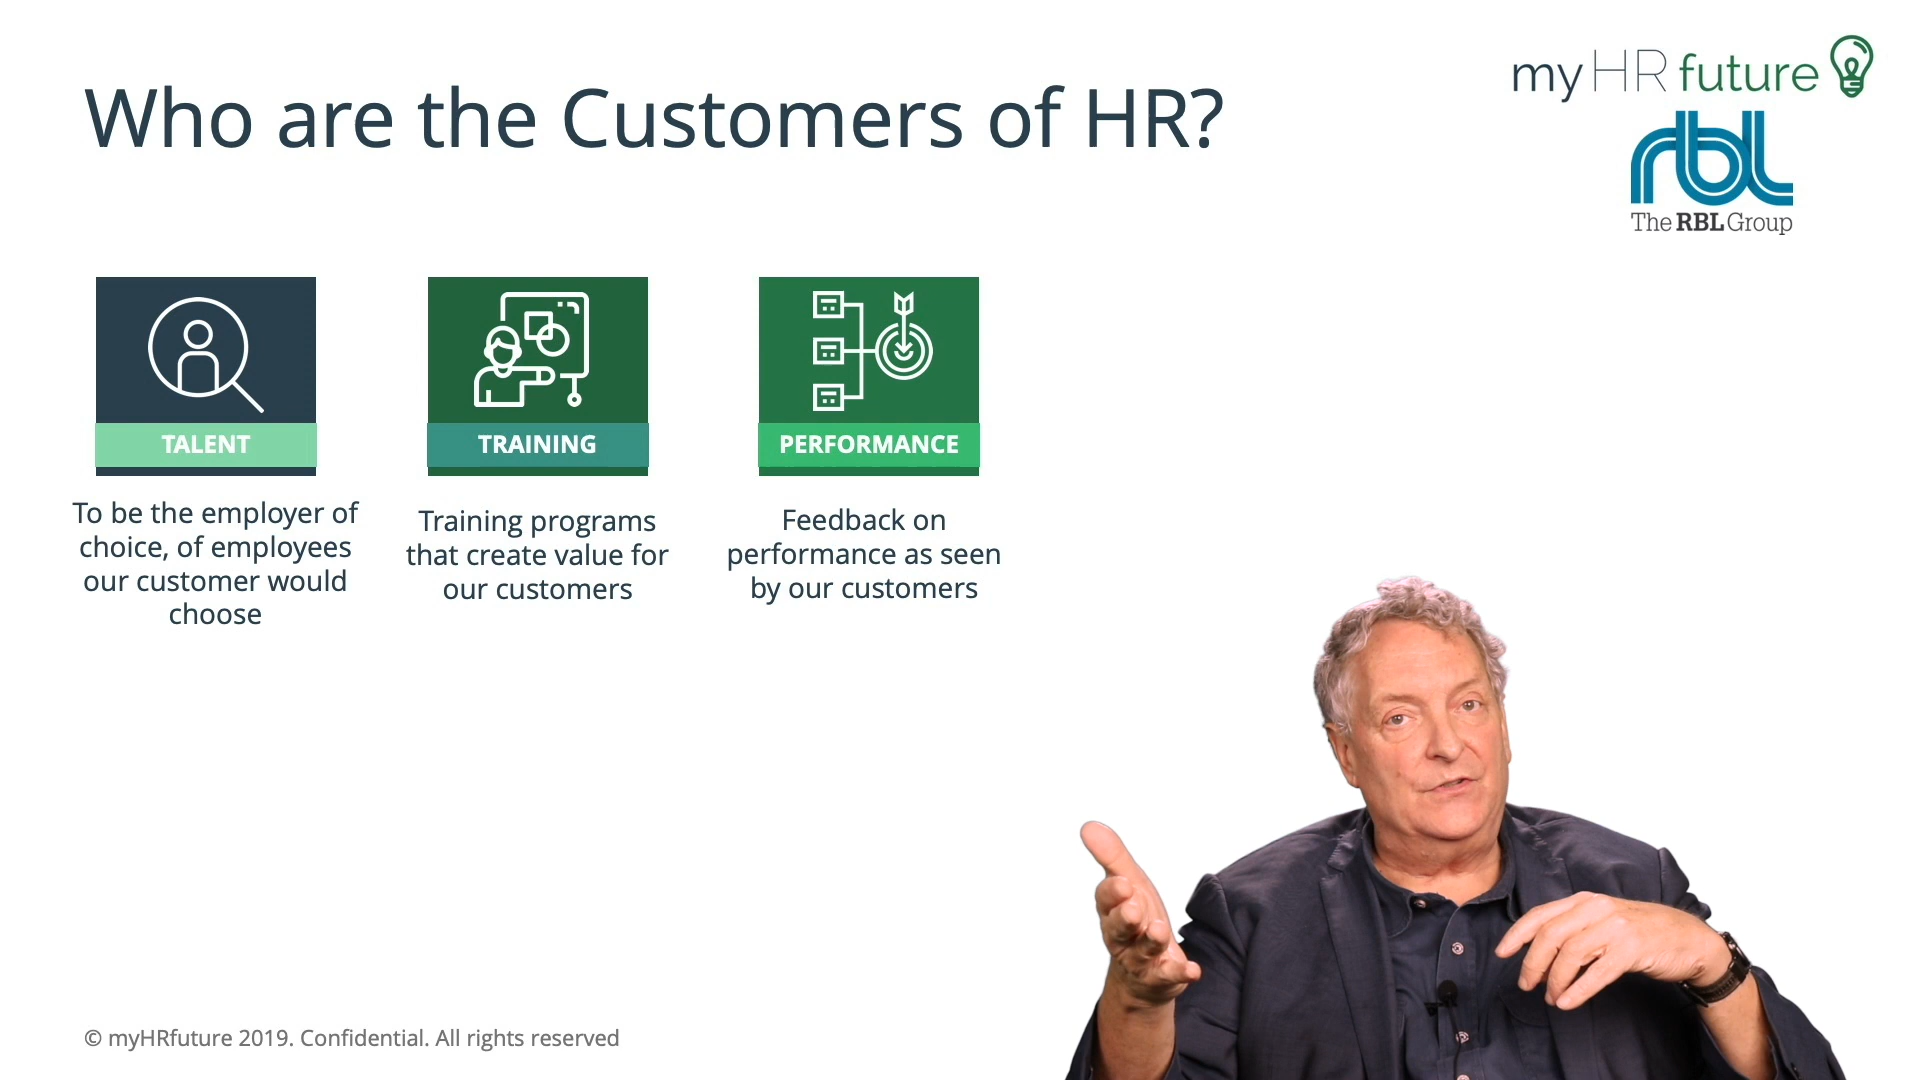 Who are the Customers of HR?
my HR future
rbl
The RBL Group
TALENT
To be the employer of
choice, of employees
our customer would
choose
TRAINING
Training programs
that create value for
our customers
PERFORMANCE
Feedback on
performance as seen
by our customers
© myHRfuture 2019. Confidential. All rights reserved